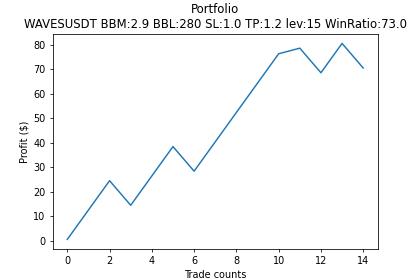 Portfolio
WAVESUSDT BBM:2.9 BBL:280 SL:1.0 TP:1.2 lev:15 WinRatio:73.0
80
70
60
50
40
30
20
10
0
Profit ($)
0 2 4 6 8 10 12 14
Trade counts